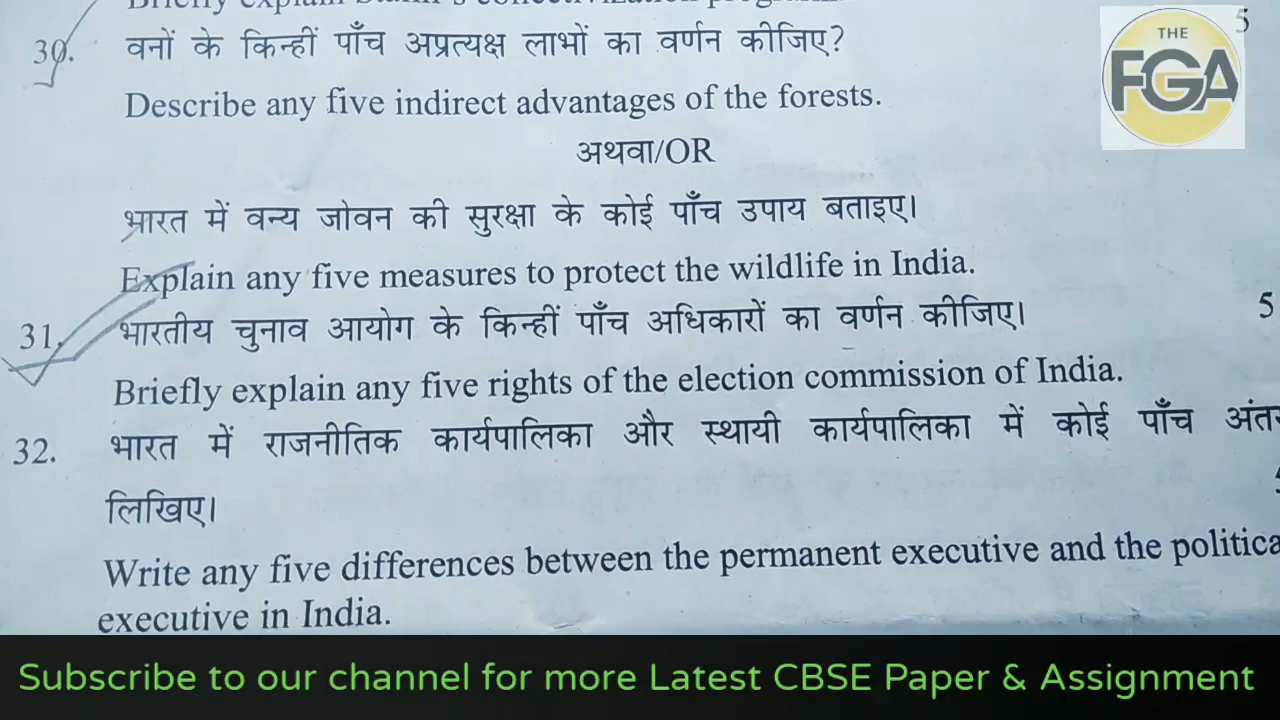 30. वनों के किन्हीं पाँच अप्रत्यक्ष लाभों का वर्णन कीजिए? 5
THE
FGA
Describe any five indirect advantages of the forests.
अथवा/OR
भारत में वन्य जीवन की सुरक्षा के कोई पाँच उपाय बताइए।
Explain any five measures to protect the wildlife in India.
31. भारतीय चुनाव आयोग के किन्हीं पाँच अधिकारों का वर्णन कीजिए। 5
Briefly explain any five rights of the election commission of India.
32. भारत में राजनीतिक कार्यपालिका और स्थायी कार्यपालिका में कोई पाँच
लिखिए।
Write any five differences between the permanent executive and the politica
executive in India.
Subscribe to our channel for more Latest CBSE Paper & Assignment